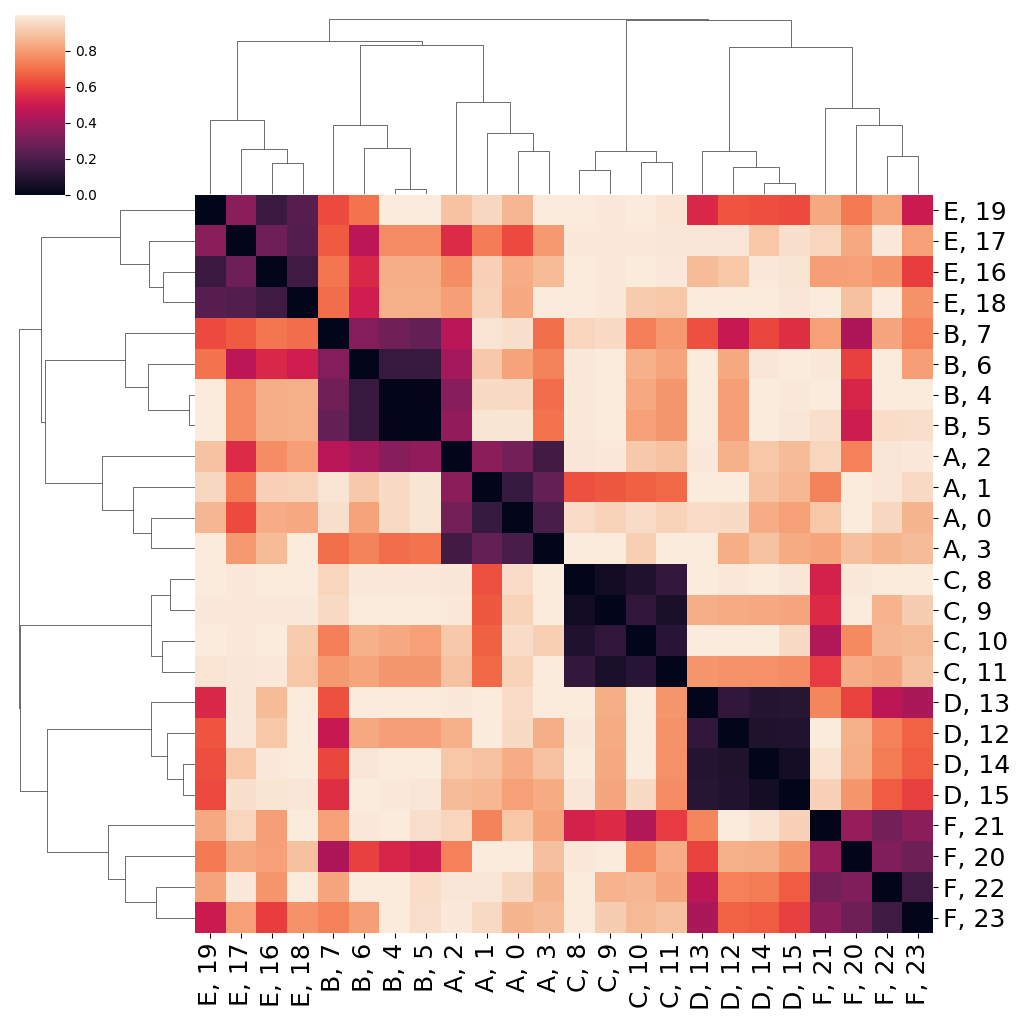 0.8
0.6
0.4
0.2
0.0
E, 19
E, 17
E, 16
E, 18
B, 7
B, 6
B, 4
B, 5
A, 2
A, 1
A, 0
A, 3
C, 8
C, 9
C, 10
C, 11
D, 13
D, 12
D, 14
D, 15
F, 21
F, 20
F, 22
F, 23
E, 19
E, 17
E, 16
E, 18
B, 7
B, 6
B, 4
B, 5
A, 2
A, 1
A, 0
A, 3
C, 8
C, 9
C, 10
C, 11
D, 13
D, 12
D, 14
D, 15
F, 21
F, 20
F, 22
F, 23